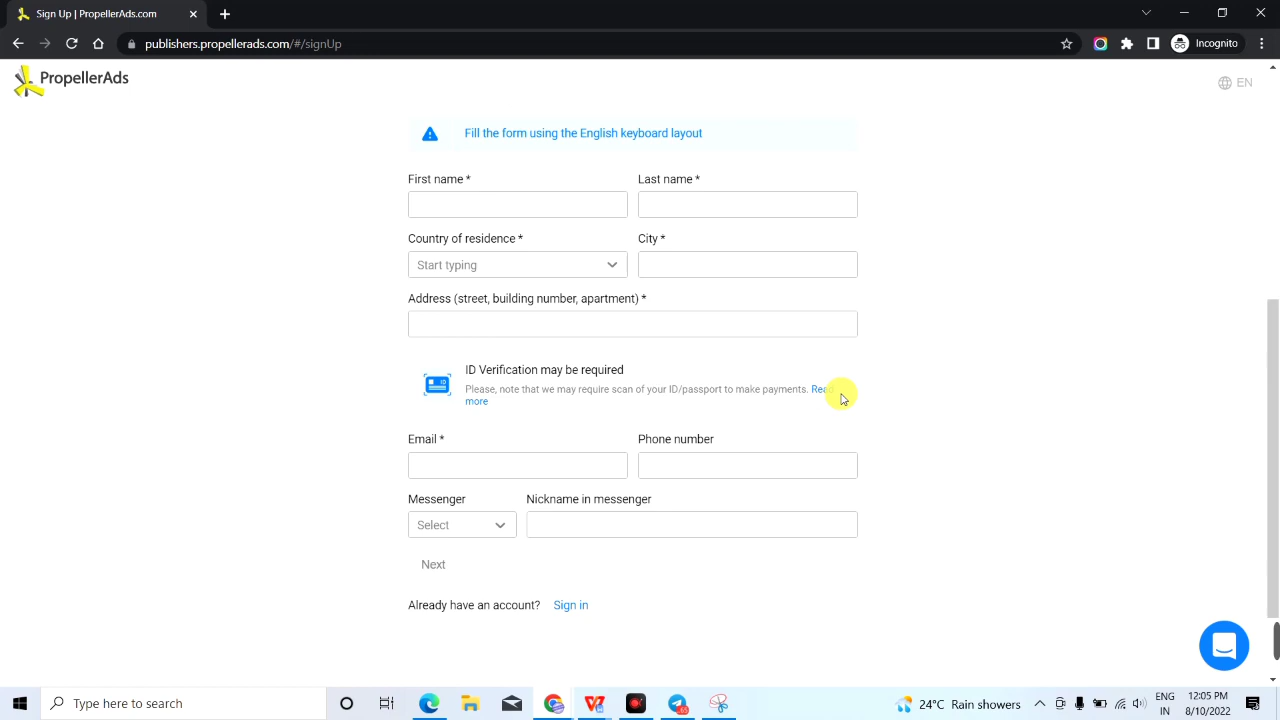 Sign Up | PropellerAds.com
publishers.propellerads.com/#/signUp
Incognito
PropellerAds
EN
Fill the form using the English keyboard layout
First name *
Last name *
Country of residence *
City *
Start typing
Address (street, building number, apartment) *
ID Verification may be required
Please, note that we may require scan of your ID/passport to make payments. Read
more
Email *
Phone number
Messenger
Nickname in messenger
Select
Next
Already have an account? Sign in
Type here to search
24°C Rain showers
ENG
IN
12:05 PM
8/10/2022